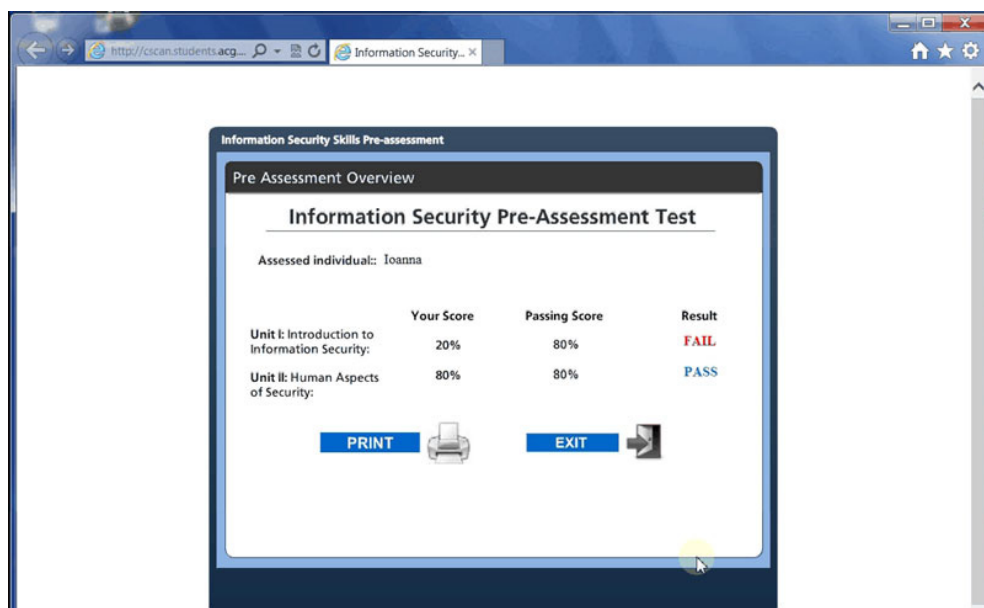 http://cscan.students.acg...
Information Security...
Information Security Skills Pre-assessment
Pre Assessment Overview
Information Security Pre-Assessment Test
Assessed individual:: Ioanna
Your Score Passing Score Result
Unit I: Introduction to
Information Security: 20% 80% FAIL
Unit II: Human Aspects
of Security: 80% 80% PASS
PRINT EXIT